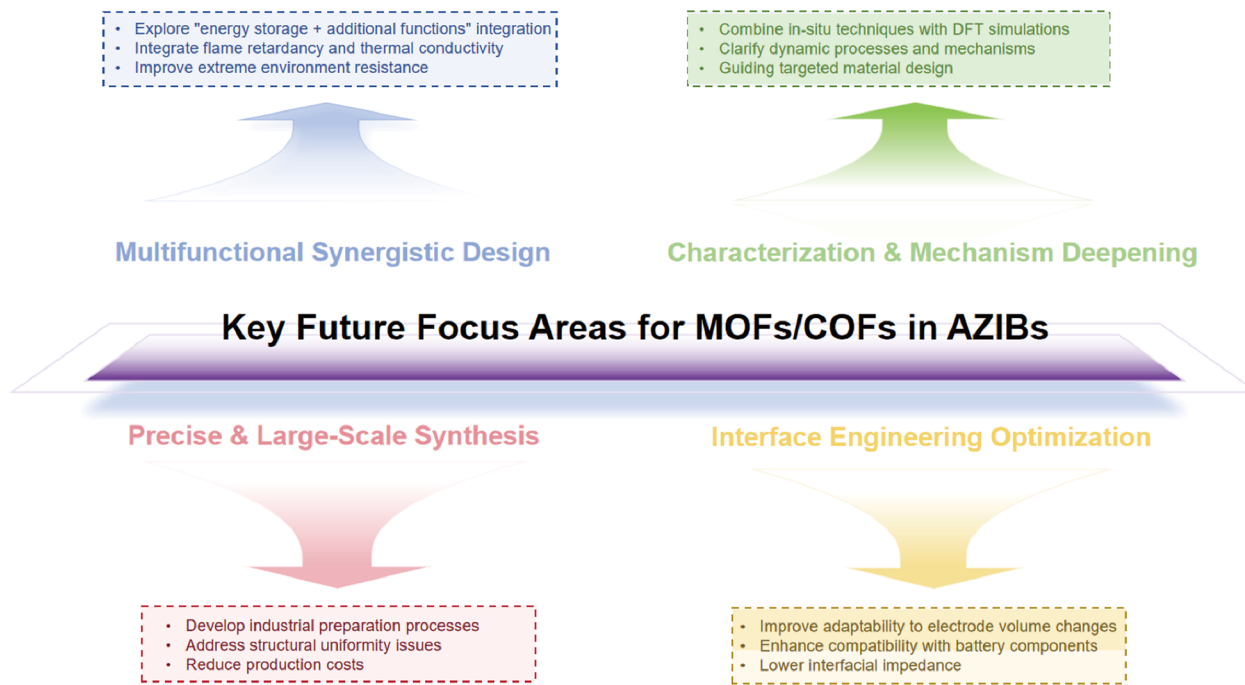 • Explore "energy storage + additional functions" integration
• Integrate flame retardancy and thermal conductivity
• Improve extreme environment resistance
• Combine in-situ techniques with DFT simulations
• Clarify dynamic processes and mechanisms
• Guiding targeted material design
Multifunctional Synergistic Design
Characterization & Mechanism Deepening
Key Future Focus Areas for MOFs/COFs in AZIBs
Precise & Large-Scale Synthesis
Interface Engineering Optimization
• Develop industrial preparation processes
• Address structural uniformity issues
• Reduce production costs
• Improve adaptability to electrode volume changes
• Enhance compatibility with battery components
• Lower interfacial impedance